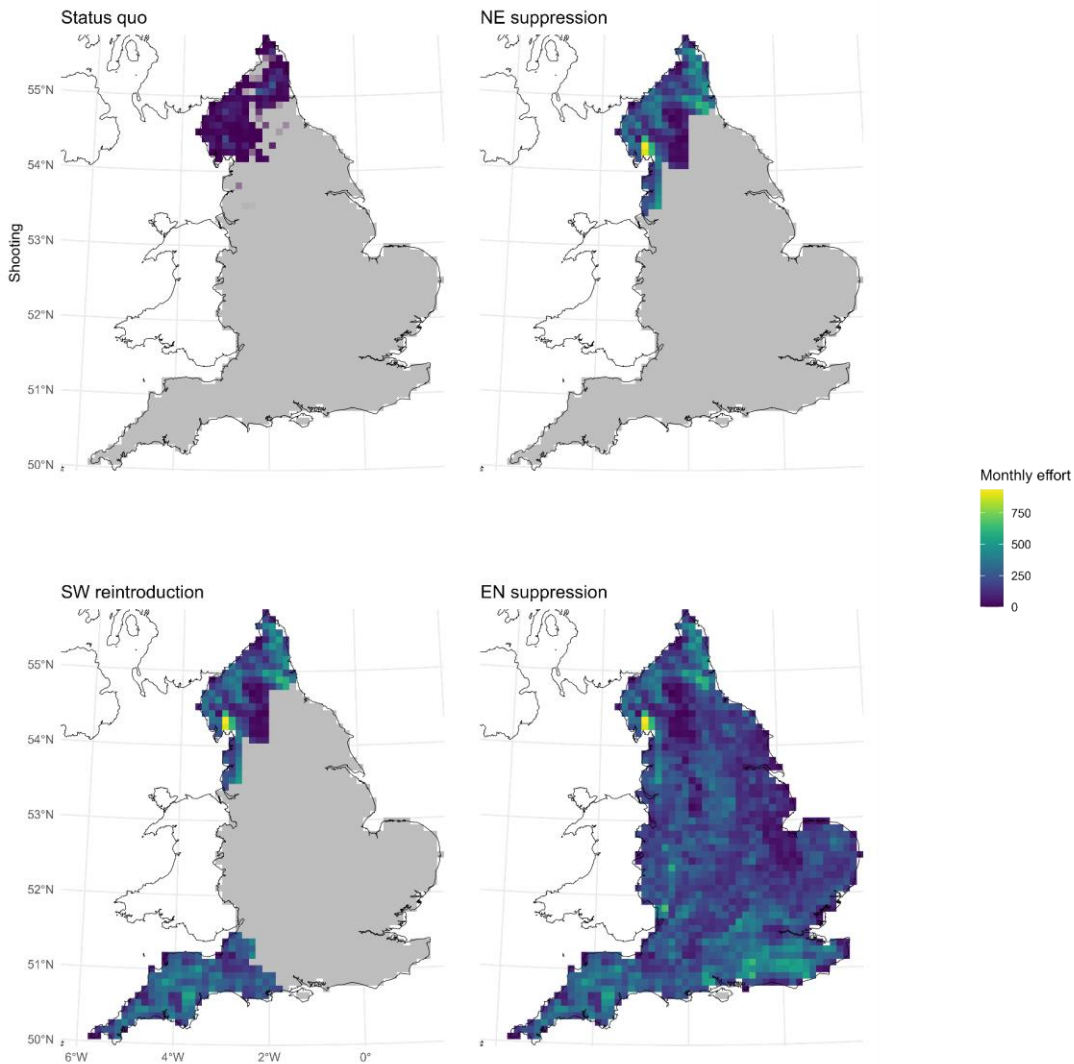 Status quo
NE suppression
55°N
54°N
53°N
52°N
51°N
50°N
Shooting
Monthly effort
750
500
250
0
SW reintroduction
EN suppression
55°N
54°N
53°N
52°N
51°N
50°N
6°W
4°W
2°W
0°